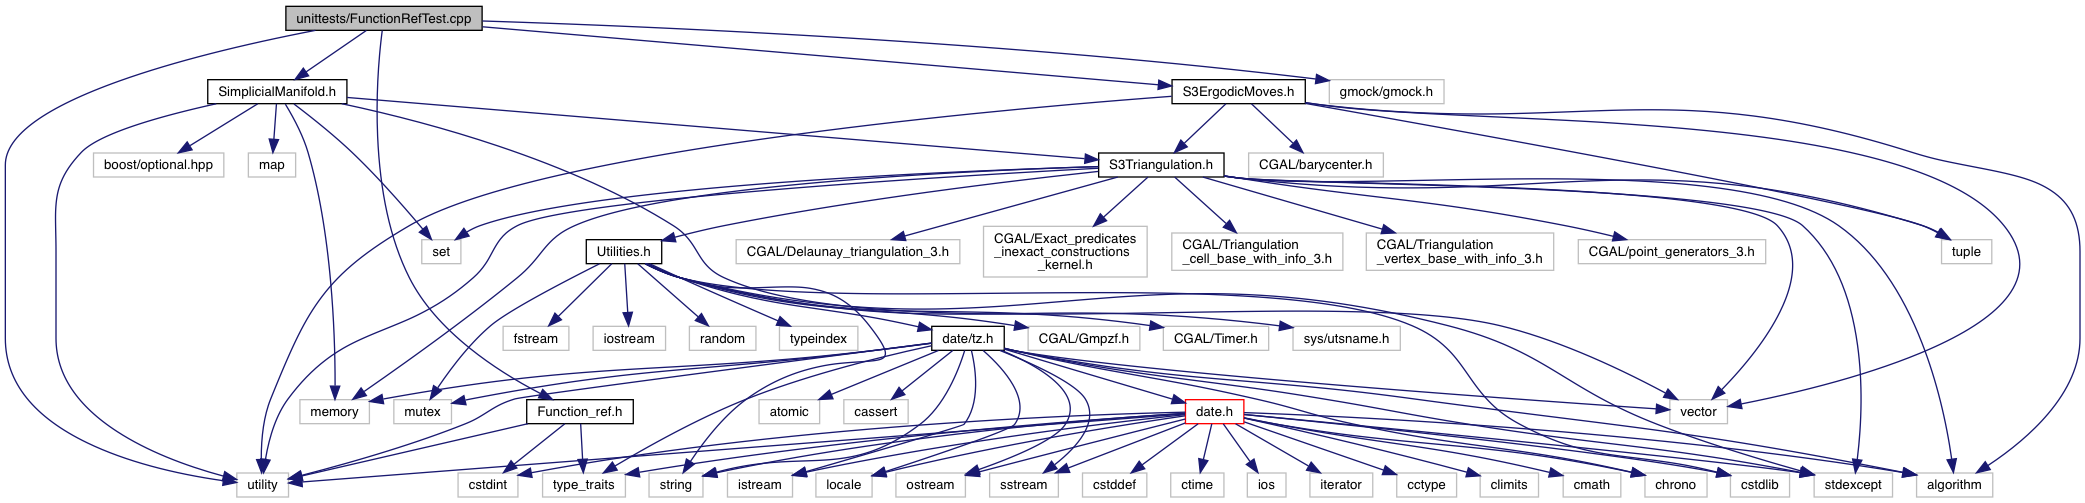 unittests/FunctionRefTest.cpp
SimplicialManifold.h
S3ErgodicMoves.h
gmock/gmock.h
boost/optional.hpp
map
S3Triangulation.h
CGAL/barycenter.h
set
Utilities.h
CGAL/Delaunay_triangulation_3.h
CGAL/Exact_predicates
_inexact_constructions
_kernel.h
CGAL/Triangulation
_cell_base_with_info_3.h
CGAL/Triangulation
_vertex_base_with_info_3.h
CGAL/point_generators_3.h
tuple
fstream
iostream
random
typeindex
date/tz.h
CGAL/Gmpzf.h
CGAL/Timer.h
sys/utsname.h
memory
mutex
Function_ref.h
atomic
cassert
date.h
vector
utility
cstdint
type_traits
string
istream
locale
ostream
sstream
cstddef
ctime
ios
iterator
cctype
climits
cmath
chrono
cstdlib
stdexcept
algorithm